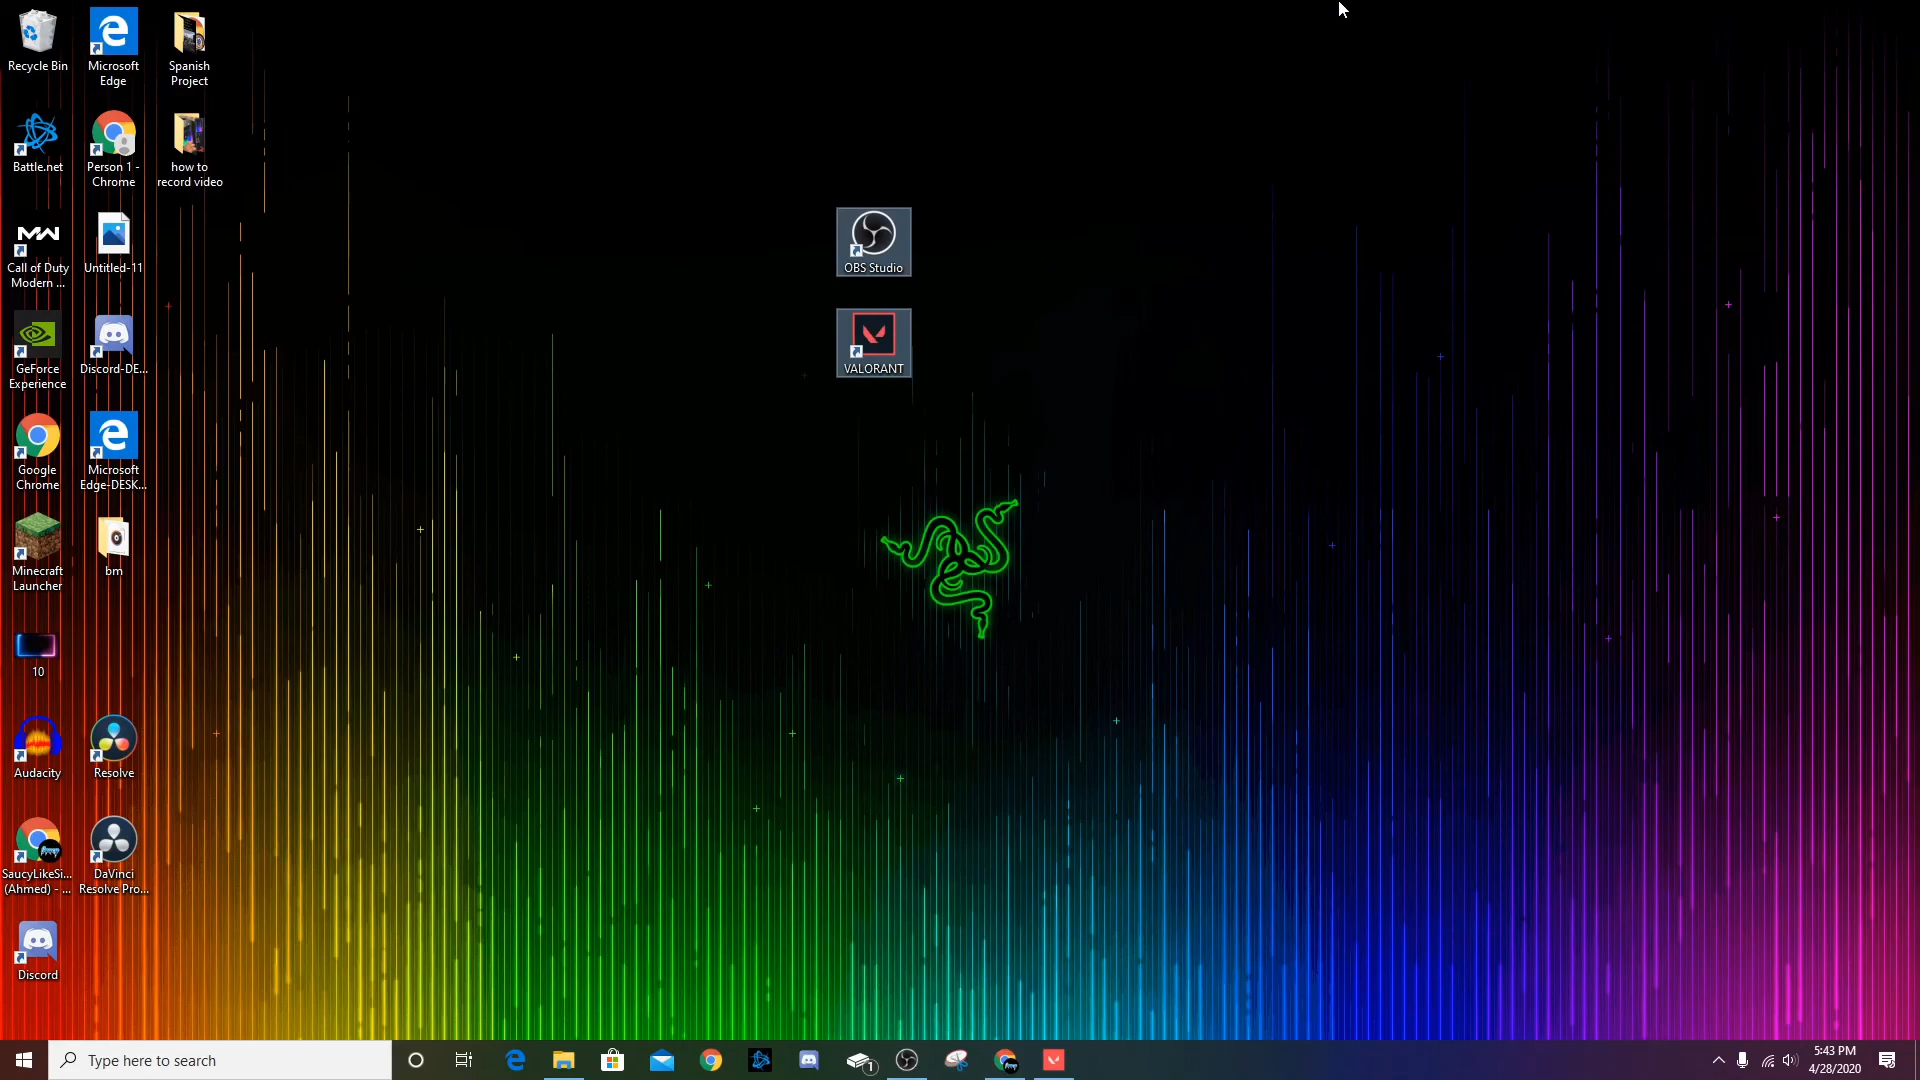 Recycle Bin
Microsoft
Edge
Spanish
Project
Battle.net
Person 1 -
Chrome
how to
record video
Call of Duty
Modern ...
Untitled-11
OBS Studio
GeForce
Experience
Discord-DE...
VALORANT
Google
Chrome
Microsoft
Edge-DESK...
Minecraft
Launcher
bm
10
Audacity
Resolve
SaucyLikeSi...
(Ahmed) - ...
DaVinci
Resolve Pro...
Discord
Type here to search
1
5:43 PM
4/28/2020